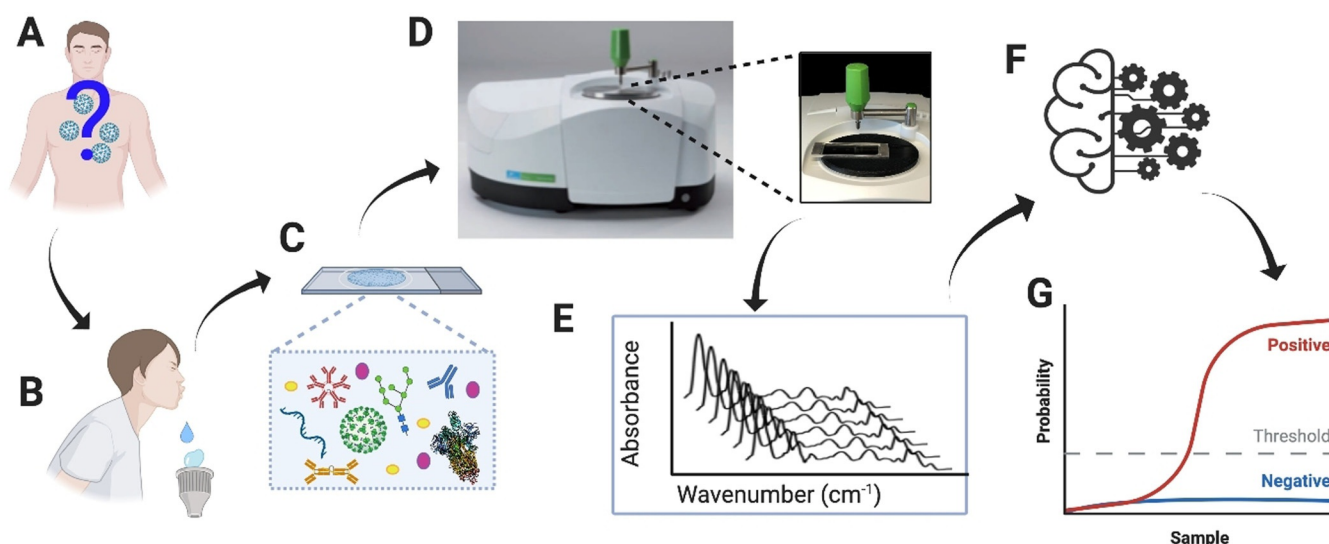 A
D
F
C
E
Absorbance
Wavenumber (cm⁻¹)
B
G
Probability
Positive
Threshold
Negative
Sample